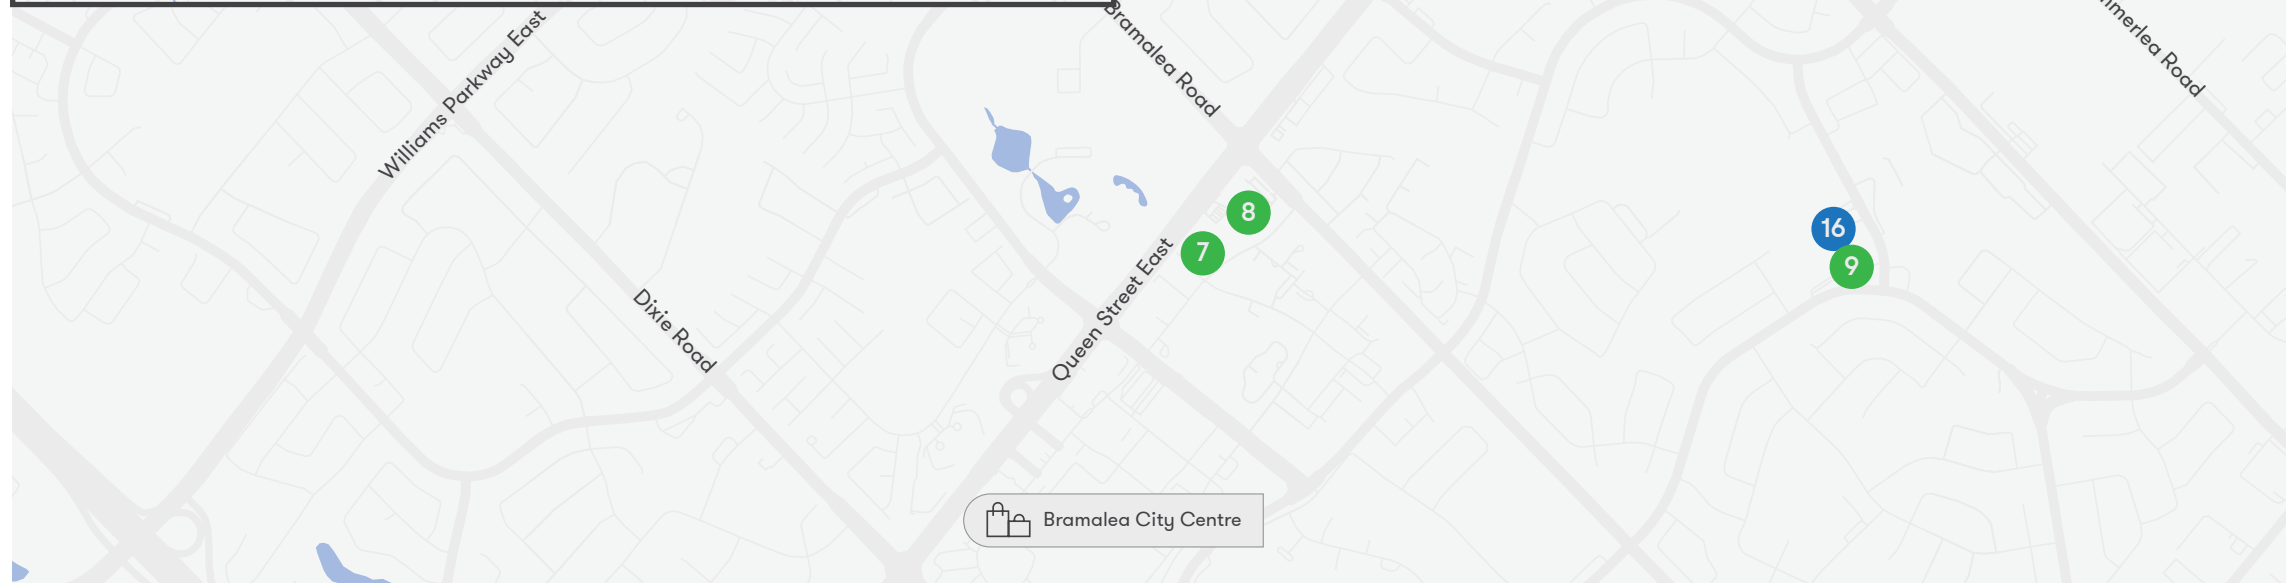 Bramalea Road
Williams Parkway East
8
16
7
9
Queen Street East
Dixie Road
Bramalea City Centre